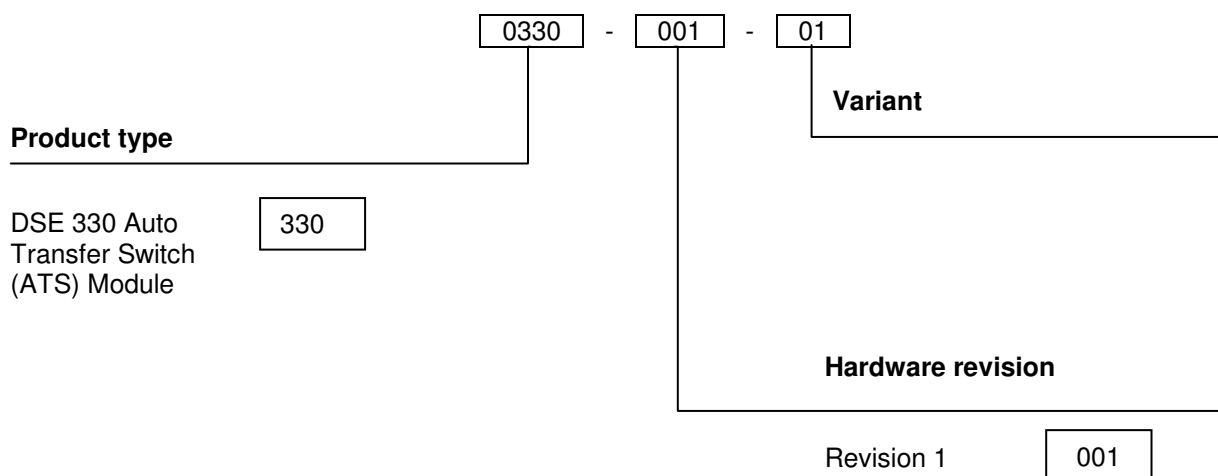 0330 - 001 - 01
Variant
Product type
DSE 330 Auto
Transfer Switch
(ATS) Module
330
Hardware revision
Revision 1 001